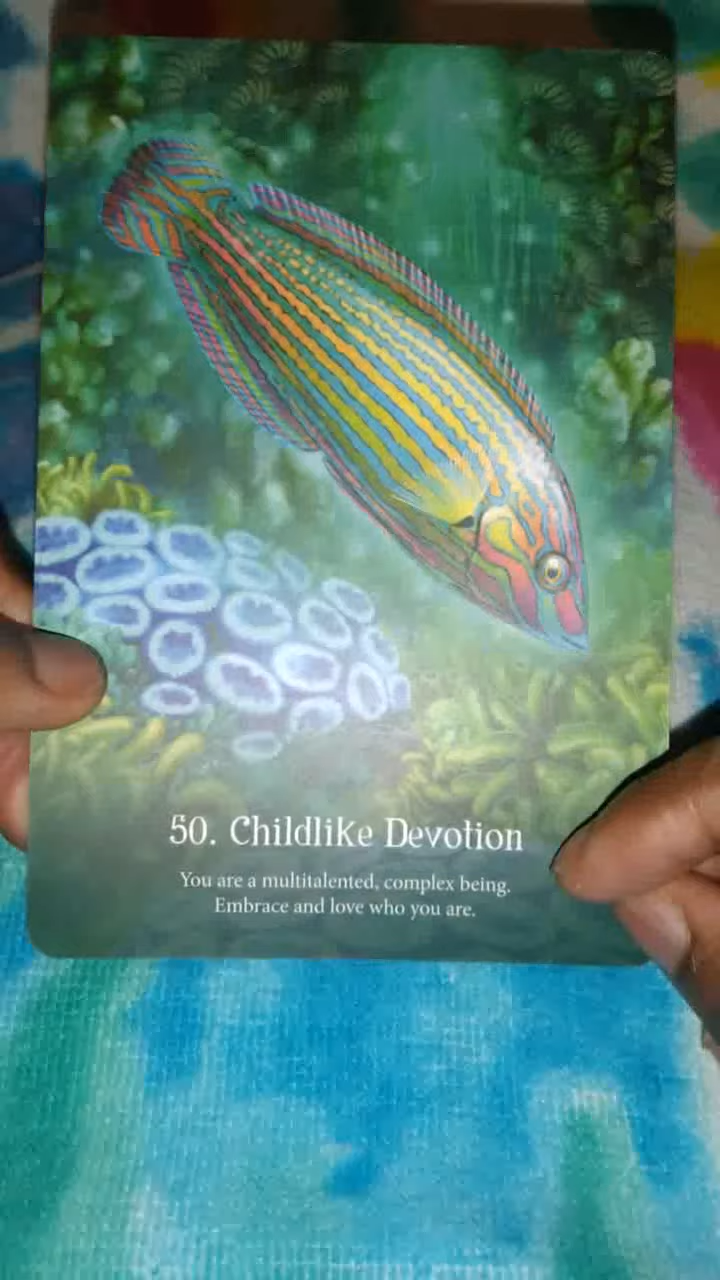 50. Childlike Devotion
You are a multitalented, complex being.
Embrace and love who you are.